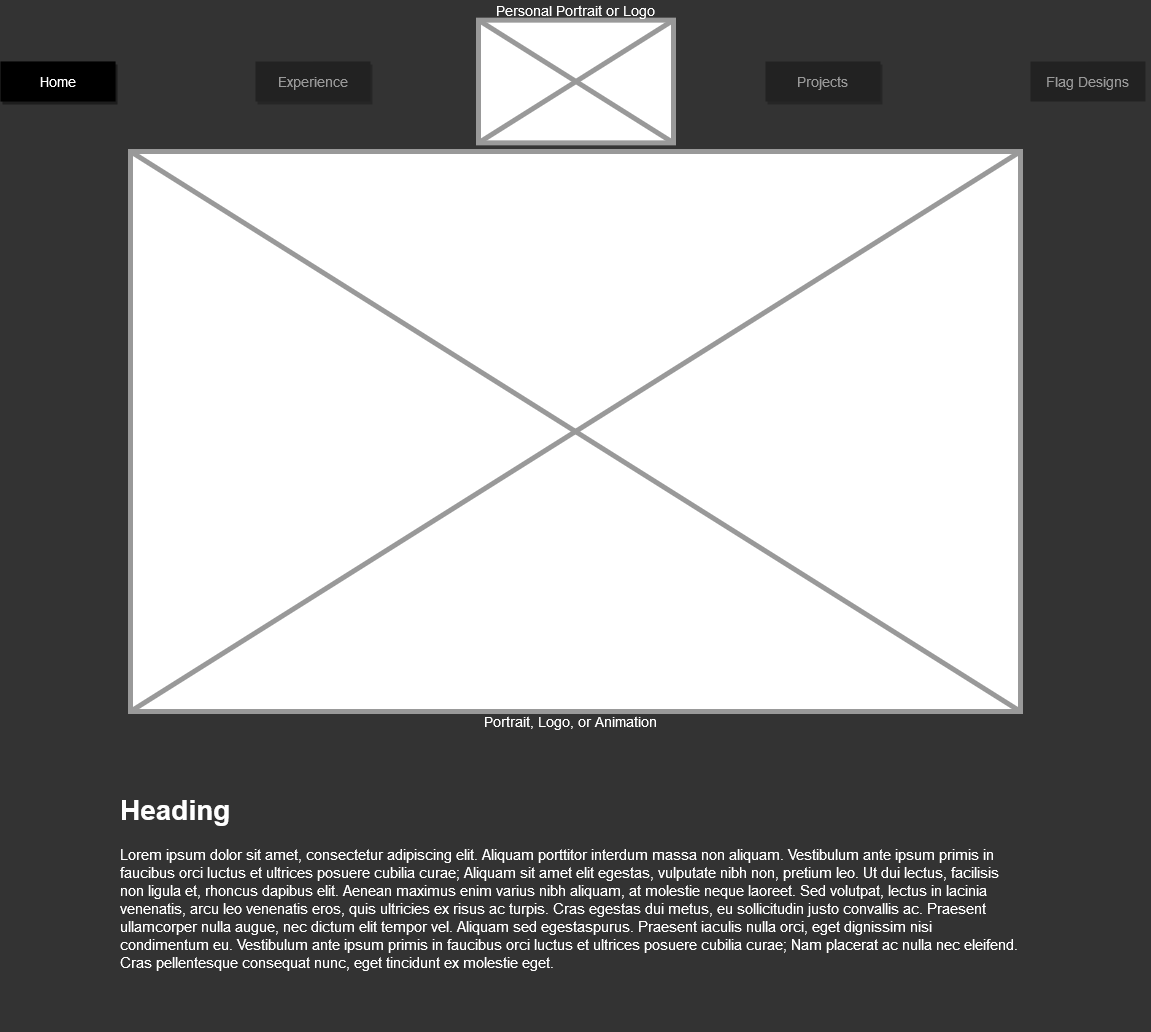 Personal Portrait or Logo
Home
Experience
Projects
Flag Designs
Portrait, Logo, or Animation
Heading
Lorem ipsum dolor sit amet, consectetur adipiscing elit. Aliquam porttitor interdum massa non aliquam. Vestibulum ante ipsum primis in
faucibus orci luctus et ultrices posuere cubilia curae; Aliquam sit amet elit egestas, vulputate nibh non, pretium leo. Ut dui lectus, facilisis
non ligula et, rhoncus dapibus elit. Aenean maximus enim varius nibh aliquam, at molestie neque laoreet. Sed volutpat, lectus in lacinia
venenatis, arcu leo venenatis eros, quis ultricies ex risus ac turpis. Cras egestas dui metus, eu sollicitudin justo convallis ac. Praesent
ullamcorper nulla augue, nec dictum elit tempor vel. Aliquam sed egestaspurus. Praesent iaculis nulla orci, eget dignissim nisi
condimentum eu. Vestibulum ante ipsum primis in faucibus orci luctus et ultrices posuere cubilia curae; Nam placerat ac nulla nec eleifend.
Cras pellentesque consequat nunc, eget tincidunt ex molestie eget.